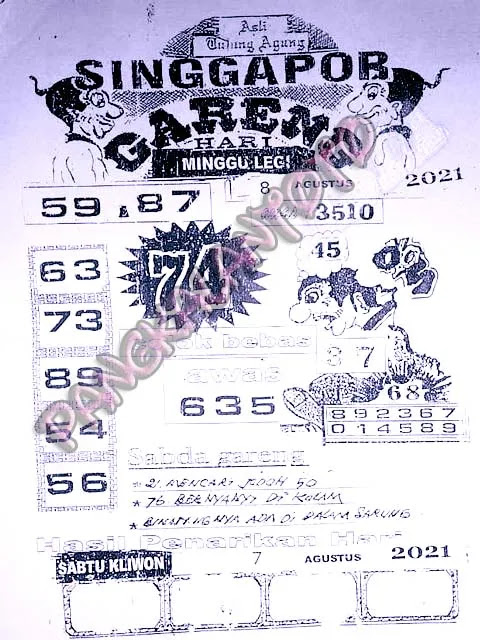 Asli
Tulung Agung
SINGGAPOR
GARENG
HARI
MINGGU LEGI
8 AGUSTUS 2021
59 & 87
3510
63
73
89
54
56
74
45
bebas
awas
635
87
68
892367
014589
Sabda gareng
* 21 MENCARI JODOH 50
* 76 BERNYANYI DI KOLAM
* BINATANGNYA ADA DI DALAM SARUNG
Hasil Penarikan Hari
SABTU KLIWON
7 AGUSTUS 2021